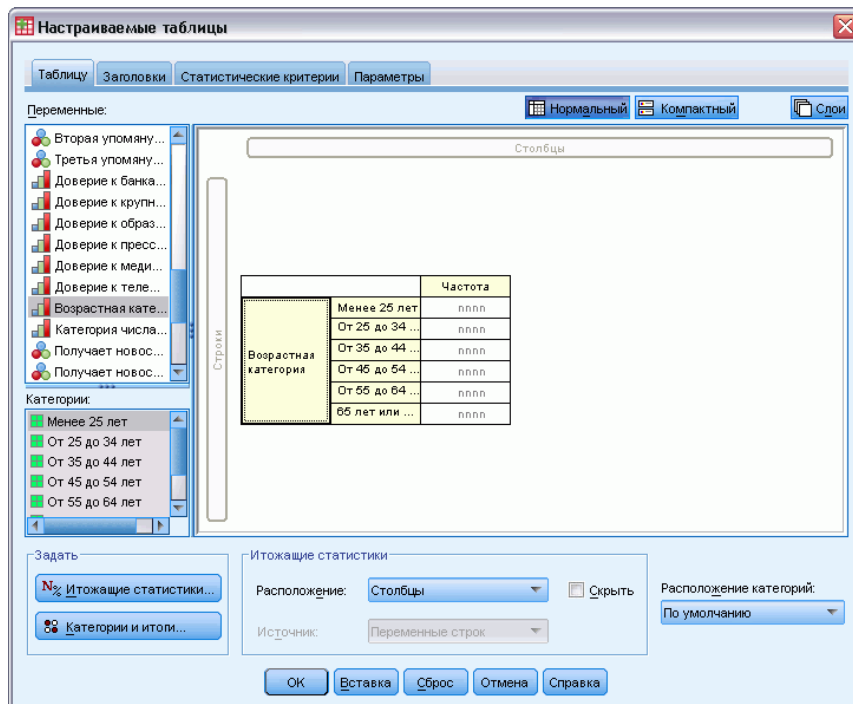 Настраиваемые таблицы
Таблицу Заголовки Статистические критерии Параметры
Переменные:
Нормальный Компактный Слои
Вторая упомяну...
Третья упомяну...
Доверие к банка...
Доверие к крупн...
Доверие к образ...
Доверие к пресс...
Доверие к меди...
Доверие к теле...
Возрастная кате...
Категория числа...
Получает новос...
Получает новос...
Столбцы
Строки
Частота
Возрастная категория
Менее 25 лет nnnn
От 25 до 34 ... nnnn
От 35 до 44 ... nnnn
От 45 до 54 ... nnnn
От 55 до 64 ... nnnn
65 лет или ... nnnn
Категории:
Менее 25 лет
От 25 до 34 лет
От 35 до 44 лет
От 45 до 54 лет
От 55 до 64 лет
Задать
N% Итожащие статистики...
Категории и итоги...
Итожащие статистики
Расположение: Столбцы Скрыть
Источник: Переменные строк
Расположение категорий:
По умолчанию
OK Вставка Сброс Отмена Справка